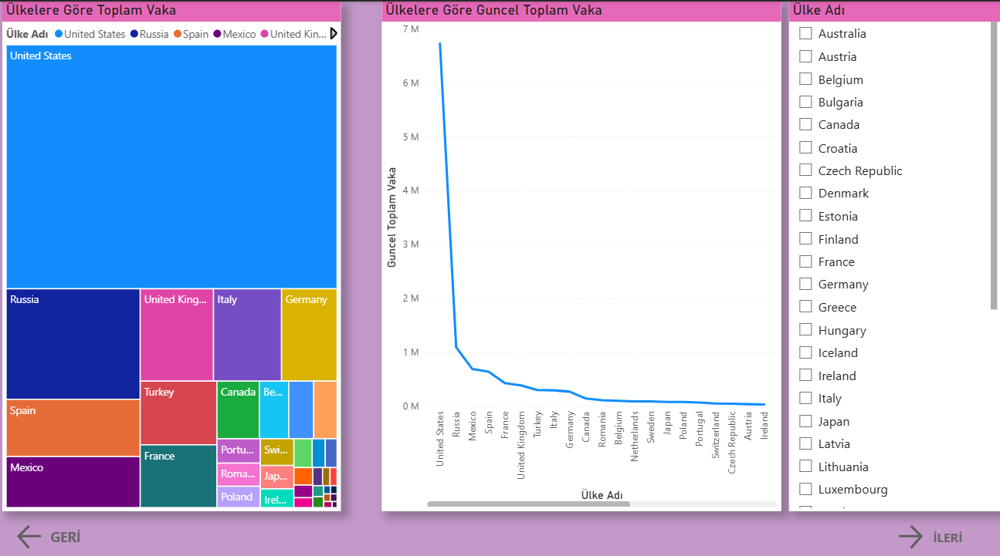 Ülkelere Göre Toplam Vaka
Ülke Adı United States Russia Spain Mexico United Kin...
United States
Russia
United King...
Italy
Germany
Spain
Mexico
Turkey
France
Canada
Be...
Portu...
Swi...
Roma...
Jap...
Poland
Irel...
Ülkelere Göre Guncel Toplam Vaka
Guncel Toplam Vaka
7 M
6 M
5 M
4 M
3 M
2 M
1 M
0 M
United States
Russia
Mexico
Spain
France
United Kingdom
Turkey
Italy
Germany
Canada
Romania
Belgium
Netherlands
Sweden
Japan
Poland
Portugal
Switzerland
Czech Republic
Austria
Ireland
Ülke Adı
Ülke Adı
Australia
Austria
Belgium
Bulgaria
Canada
Croatia
Czech Republic
Denmark
Estonia
Finland
France
Germany
Greece
Hungary
Iceland
Ireland
Italy
Japan
Latvia
Lithuania
Luxembourg
GERİ
İLERİ